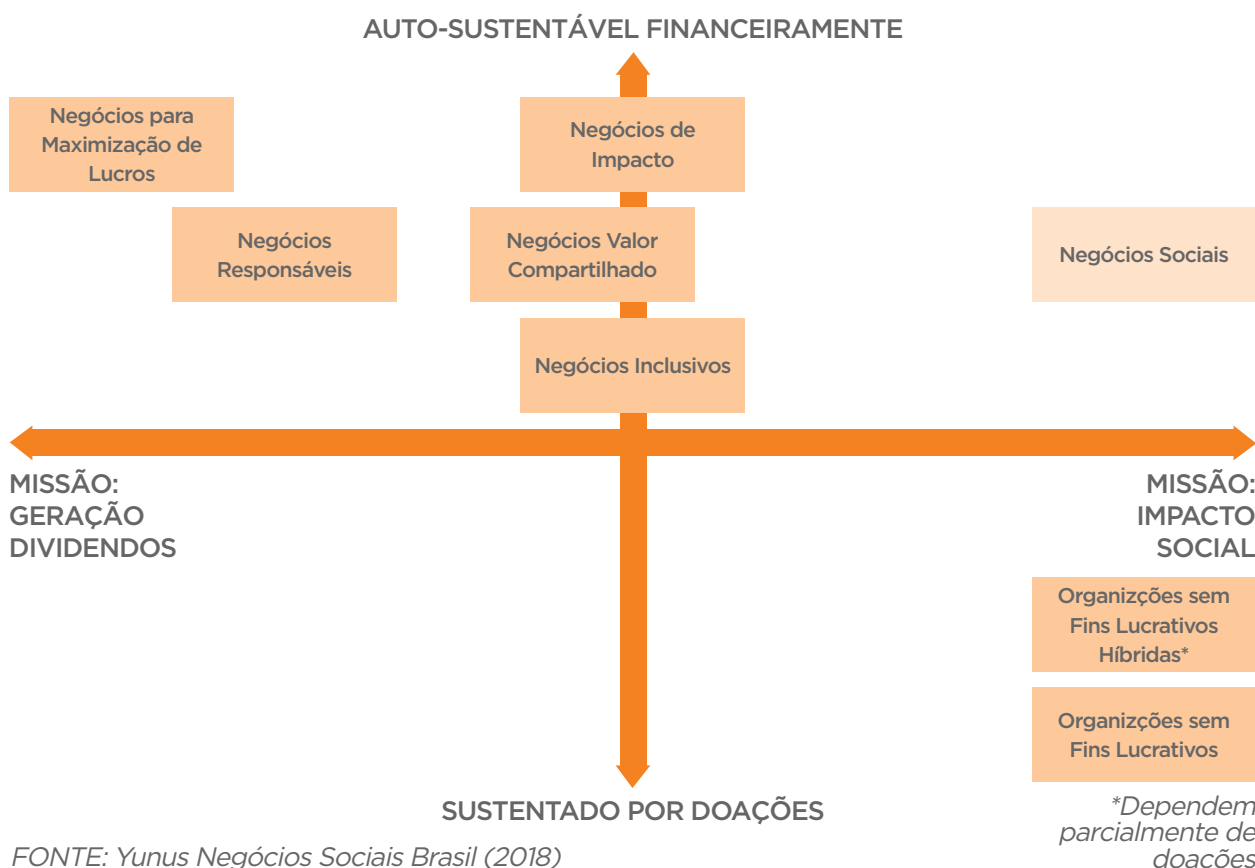 AUTO-SUSTENTÁVEL FINANCEIRAMENTE
Negócios para
Maximização de
Lucros
Negócios de
Impacto
Negócios
Responsáveis
Negócios Valor
Compartilhado
Negócios Sociais
Negócios Inclusivos
MISSÃO:
GERAÇÃO
DIVIDENDOS
MISSÃO:
IMPACTO
SOCIAL
Organizções sem
Fins Lucrativos
Híbridas*
Organizções sem
Fins Lucrativos
SUSTENTADO POR DOAÇÕES
*Dependem
parcialmente de
doações
FONTE: Yunus Negócios Sociais Brasil (2018)